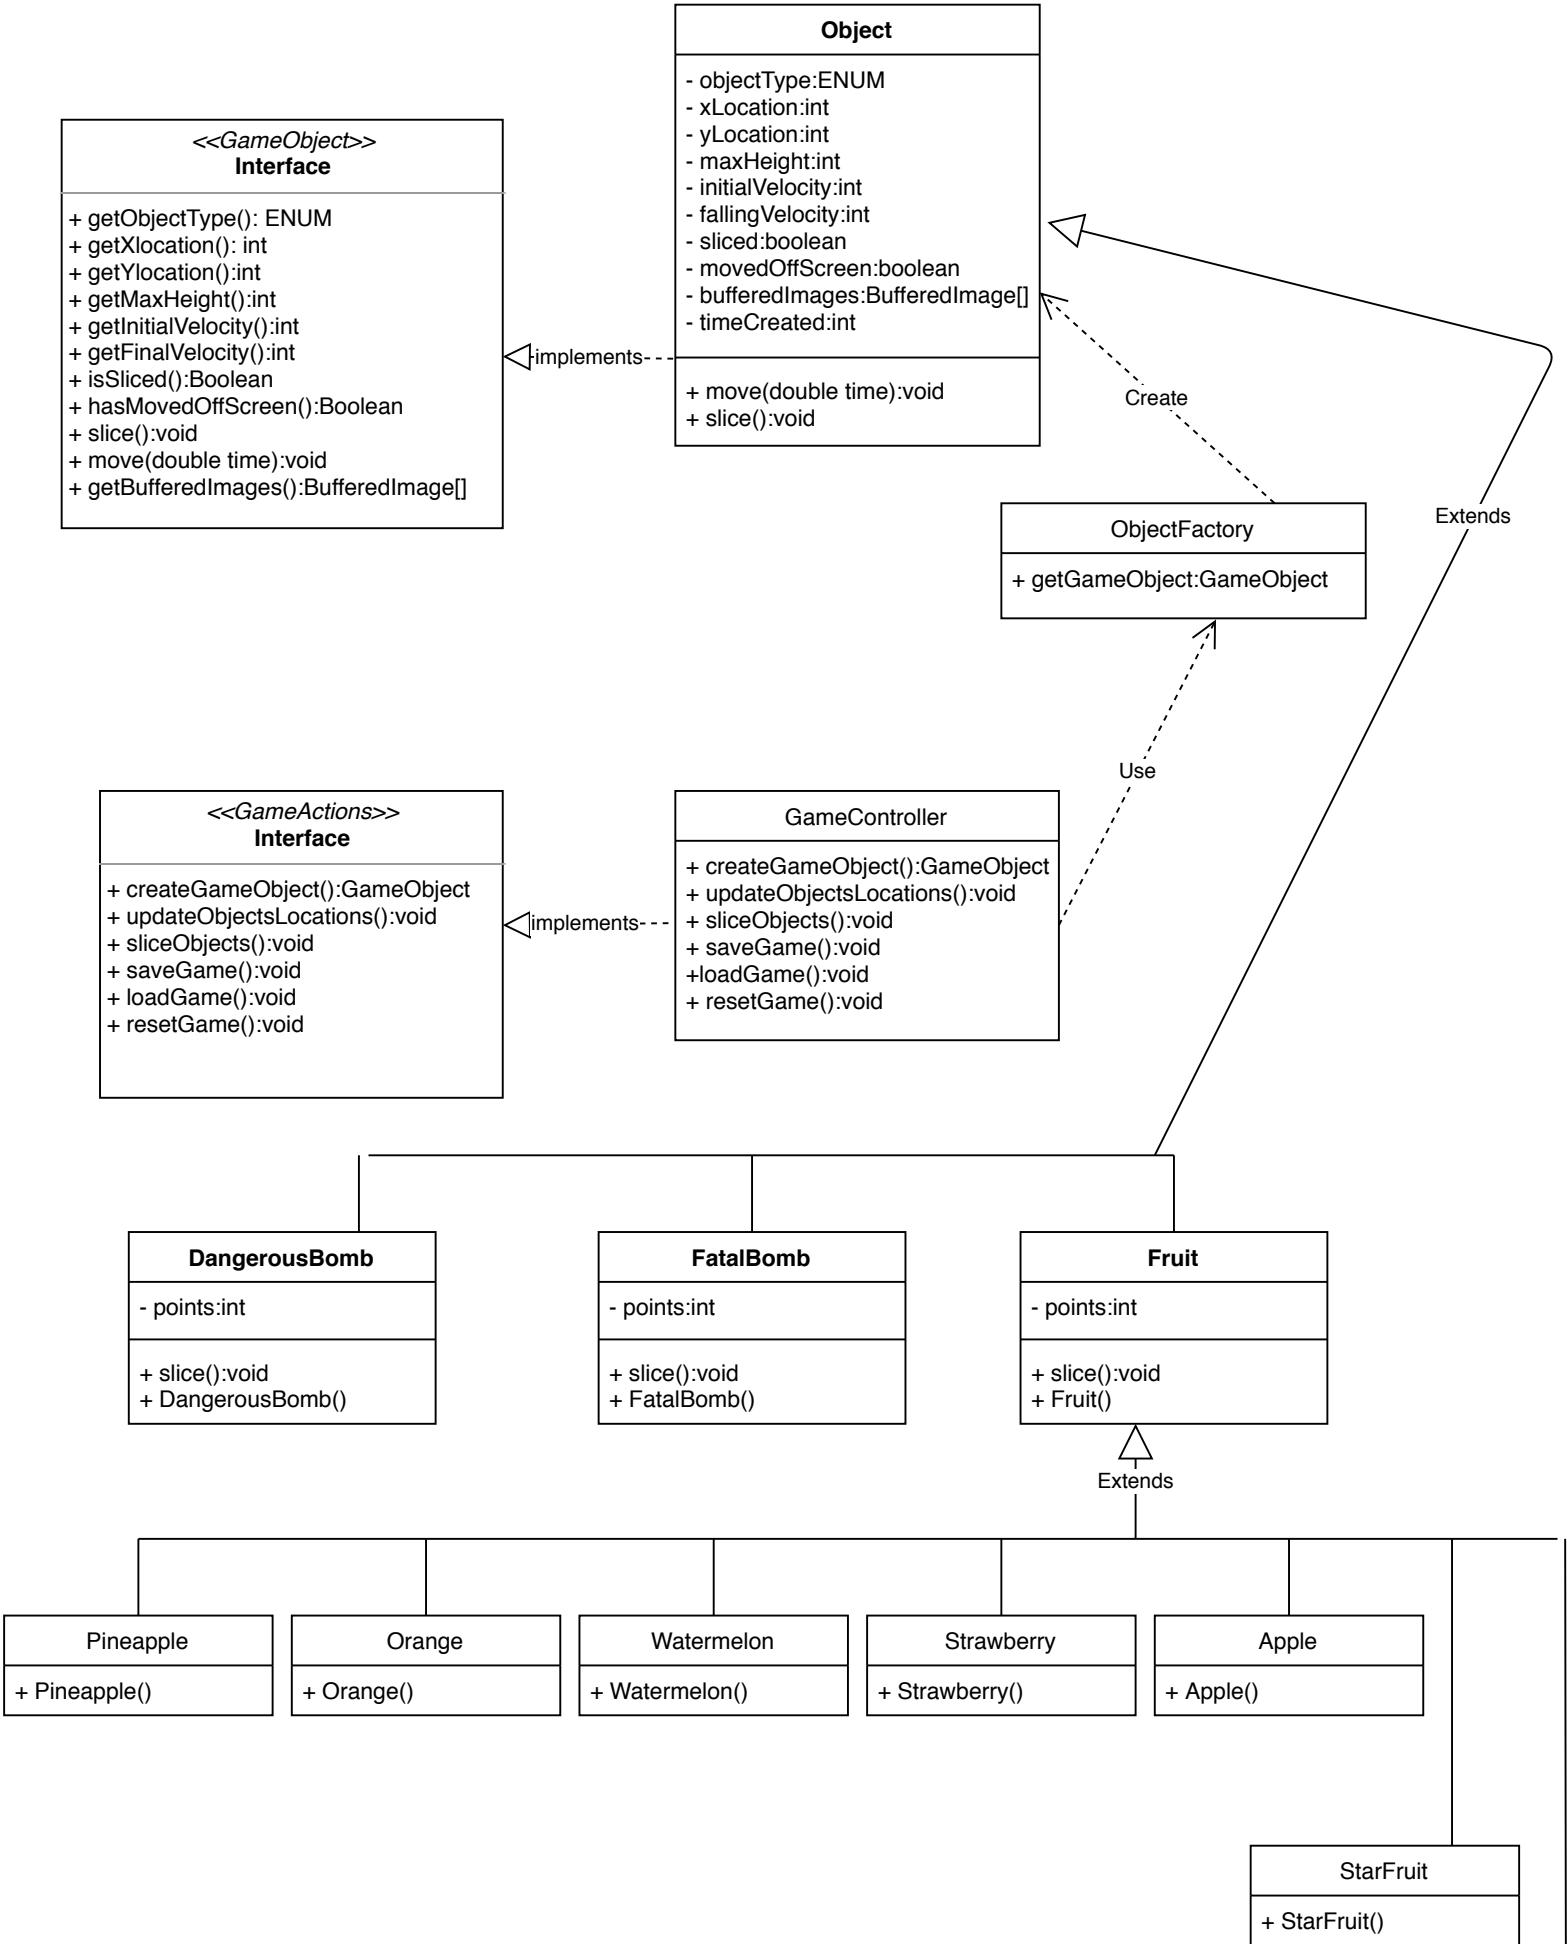 Object
- objectType:ENUM
- xLocation:int
- yLocation:int
- maxHeight:int
- initialVelocity:int
- fallingVelocity:int
- sliced:boolean
- movedOffScreen:boolean
- bufferedImages:BufferedImage[]
- timeCreated:int
+ move(double time):void
+ slice():void
<<GameObject>>
Interface
+ getObjectType(): ENUM
+ getXlocation(): int
+ getYlocation():int
+ getMaxHeight():int
+ getInitialVelocity():int
+ getFinalVelocity():int
+ isSliced():Boolean
+ hasMovedOffScreen():Boolean
+ slice():void
+ move(double time):void
+ getBufferedImages():BufferedImage[]
implements
Create
Extends
ObjectFactory
+ getGameObject:GameObject
Use
<<GameActions>>
Interface
+ createGameObject():GameObject
+ updateObjectsLocations():void
+ sliceObjects():void
+ saveGame():void
+ loadGame():void
+ resetGame():void
implements
GameController
+ createGameObject():GameObject
+ updateObjectsLocations():void
+ sliceObjects():void
+ saveGame():void
+loadGame():void
+ resetGame():void
DangerousBomb
- points:int
+ slice():void
+ DangerousBomb()
FatalBomb
- points:int
+ slice():void
+ FatalBomb()
Fruit
- points:int
+ slice():void
+ Fruit()
Extends
Pineapple
+ Pineapple()
Orange
+ Orange()
Watermelon
+ Watermelon()
Strawberry
+ Strawberry()
Apple
+ Apple()
StarFruit
+ StarFruit()